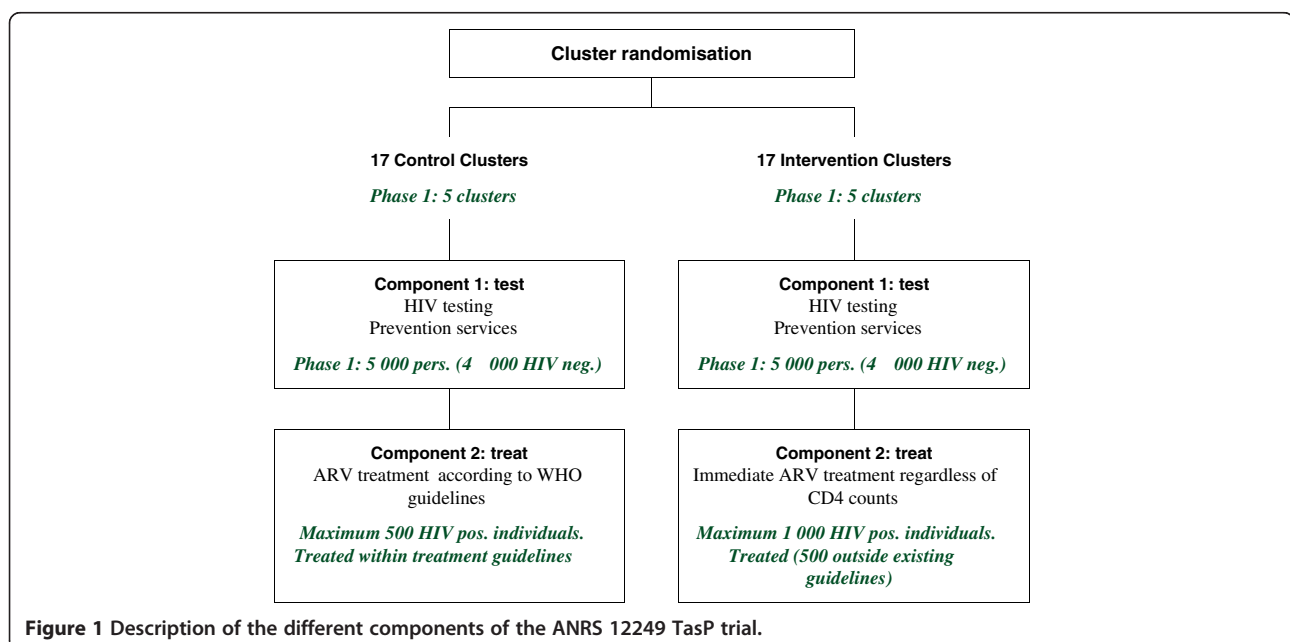 Cluster randomisation
17 Control Clusters
Phase 1: 5 clusters
17 Intervention Clusters
Phase 1: 5 clusters
Component 1: test
HIV testing
Prevention services
Phase 1: 5 000 pers. (4 000 HIV neg.)
Component 1: test
HIV testing
Prevention services
Phase 1: 5 000 pers. (4 000 HIV neg.)
Component 2: treat
ARV treatment according to WHO
guidelines
Maximum 500 HIV pos. individuals.
Treated within treatment guidelines
Component 2: treat
Immediate ARV treatment regardless of
CD4 counts
Maximum 1 000 HIV pos. individuals.
Treated (500 outside existing
guidelines)
Figure 1 Description of the different components of the ANRS 12249 TasP trial.